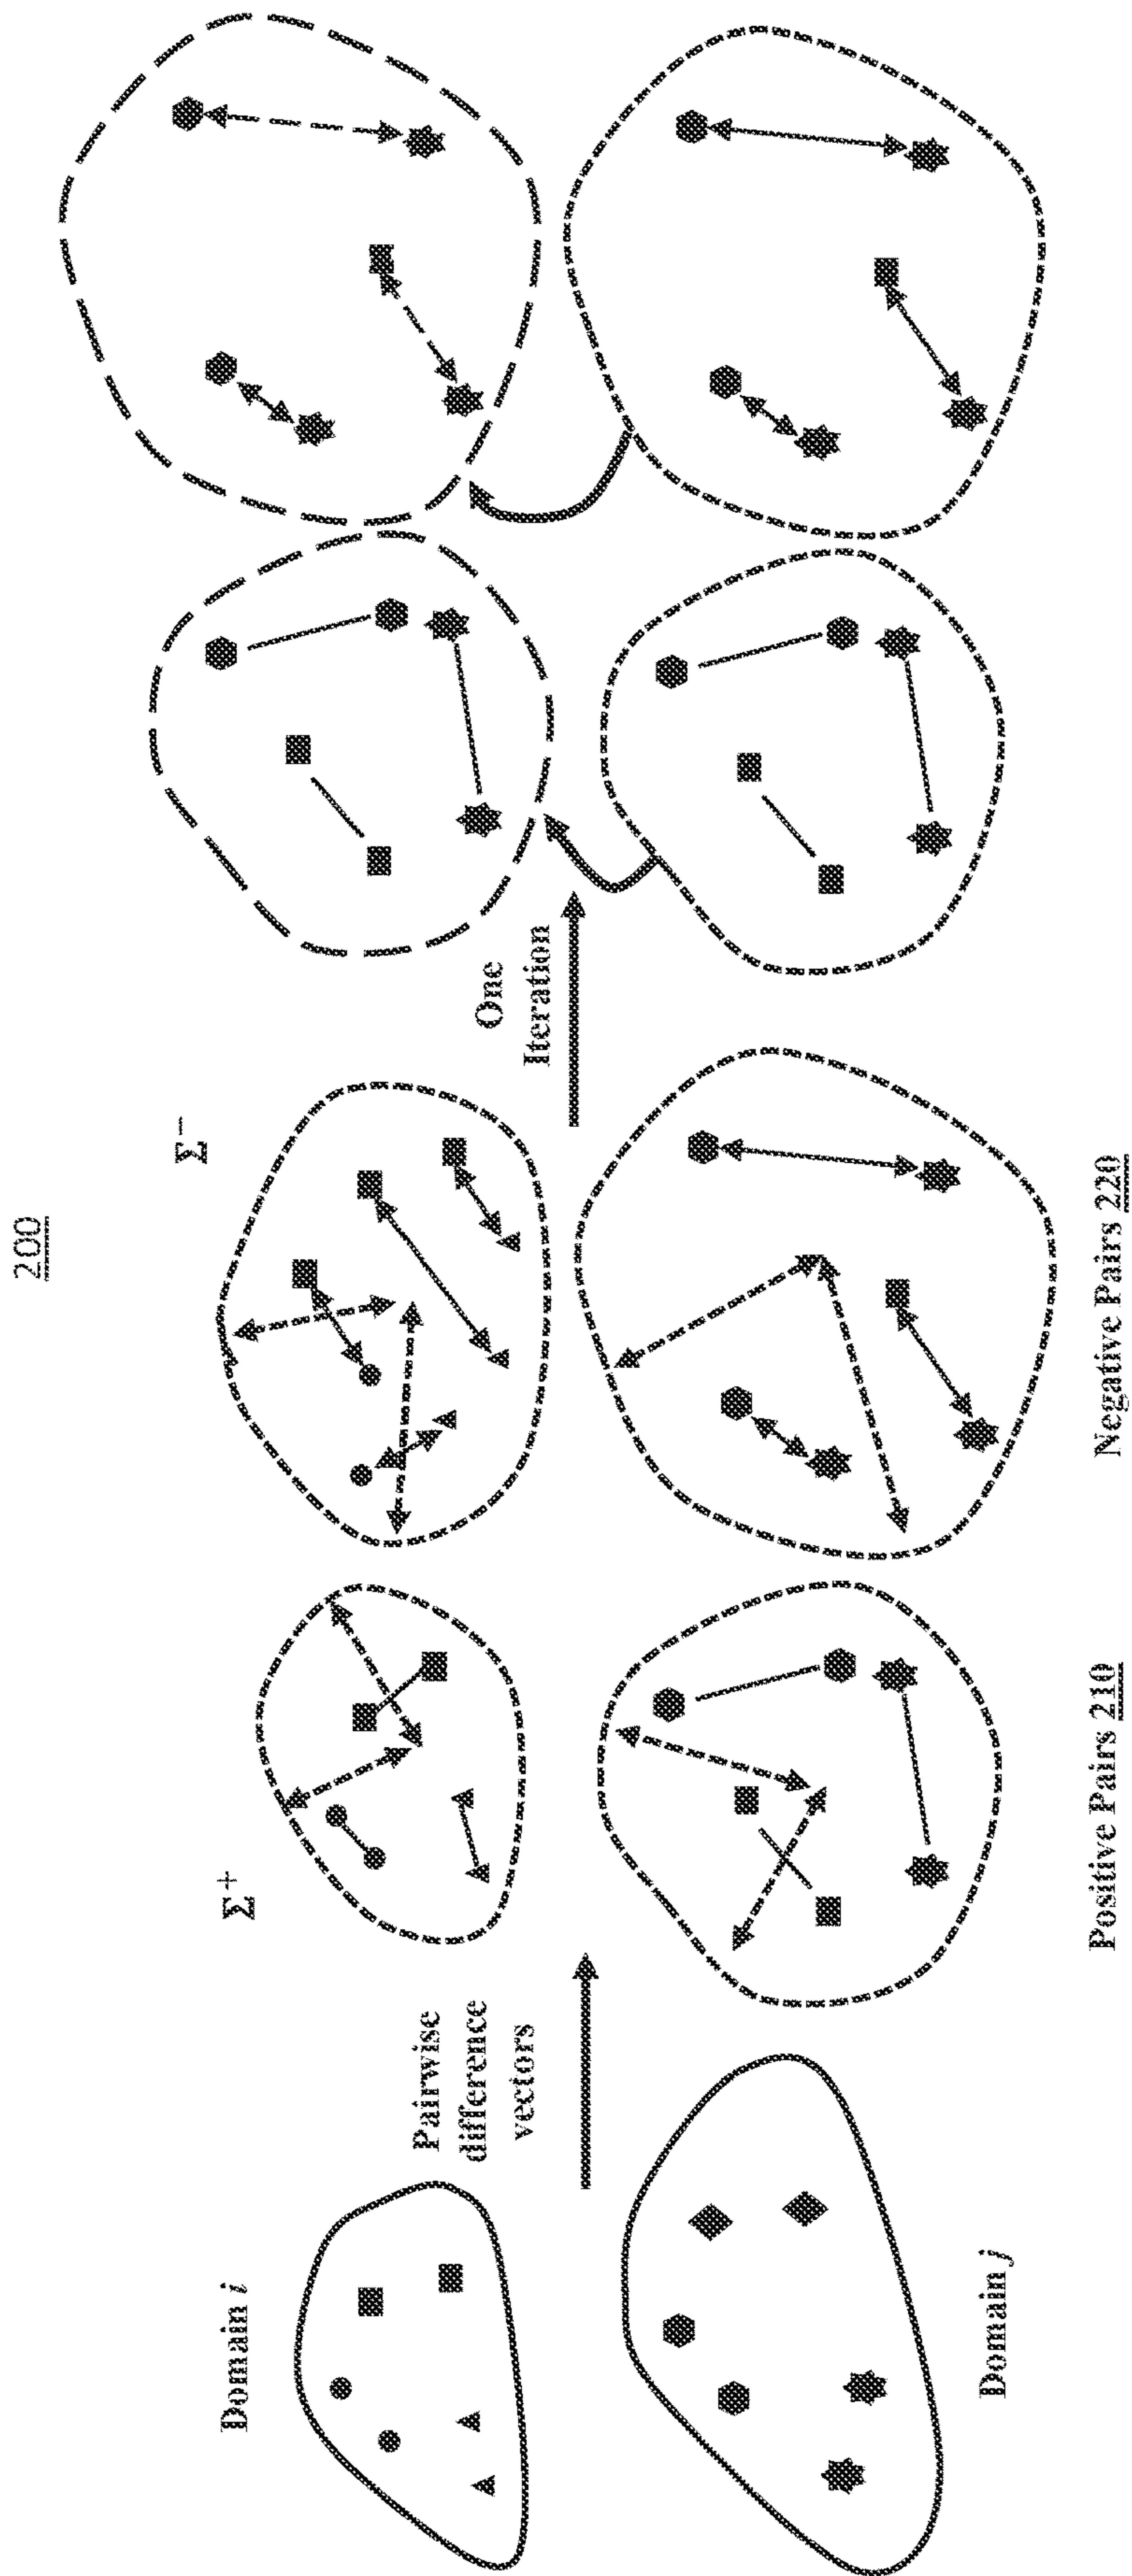 200
Domain i
Pairwise
difference
vectors
Σ+
Σ−
One
Iteration
Domain j
Positive Pairs 210
Negative Pairs 220